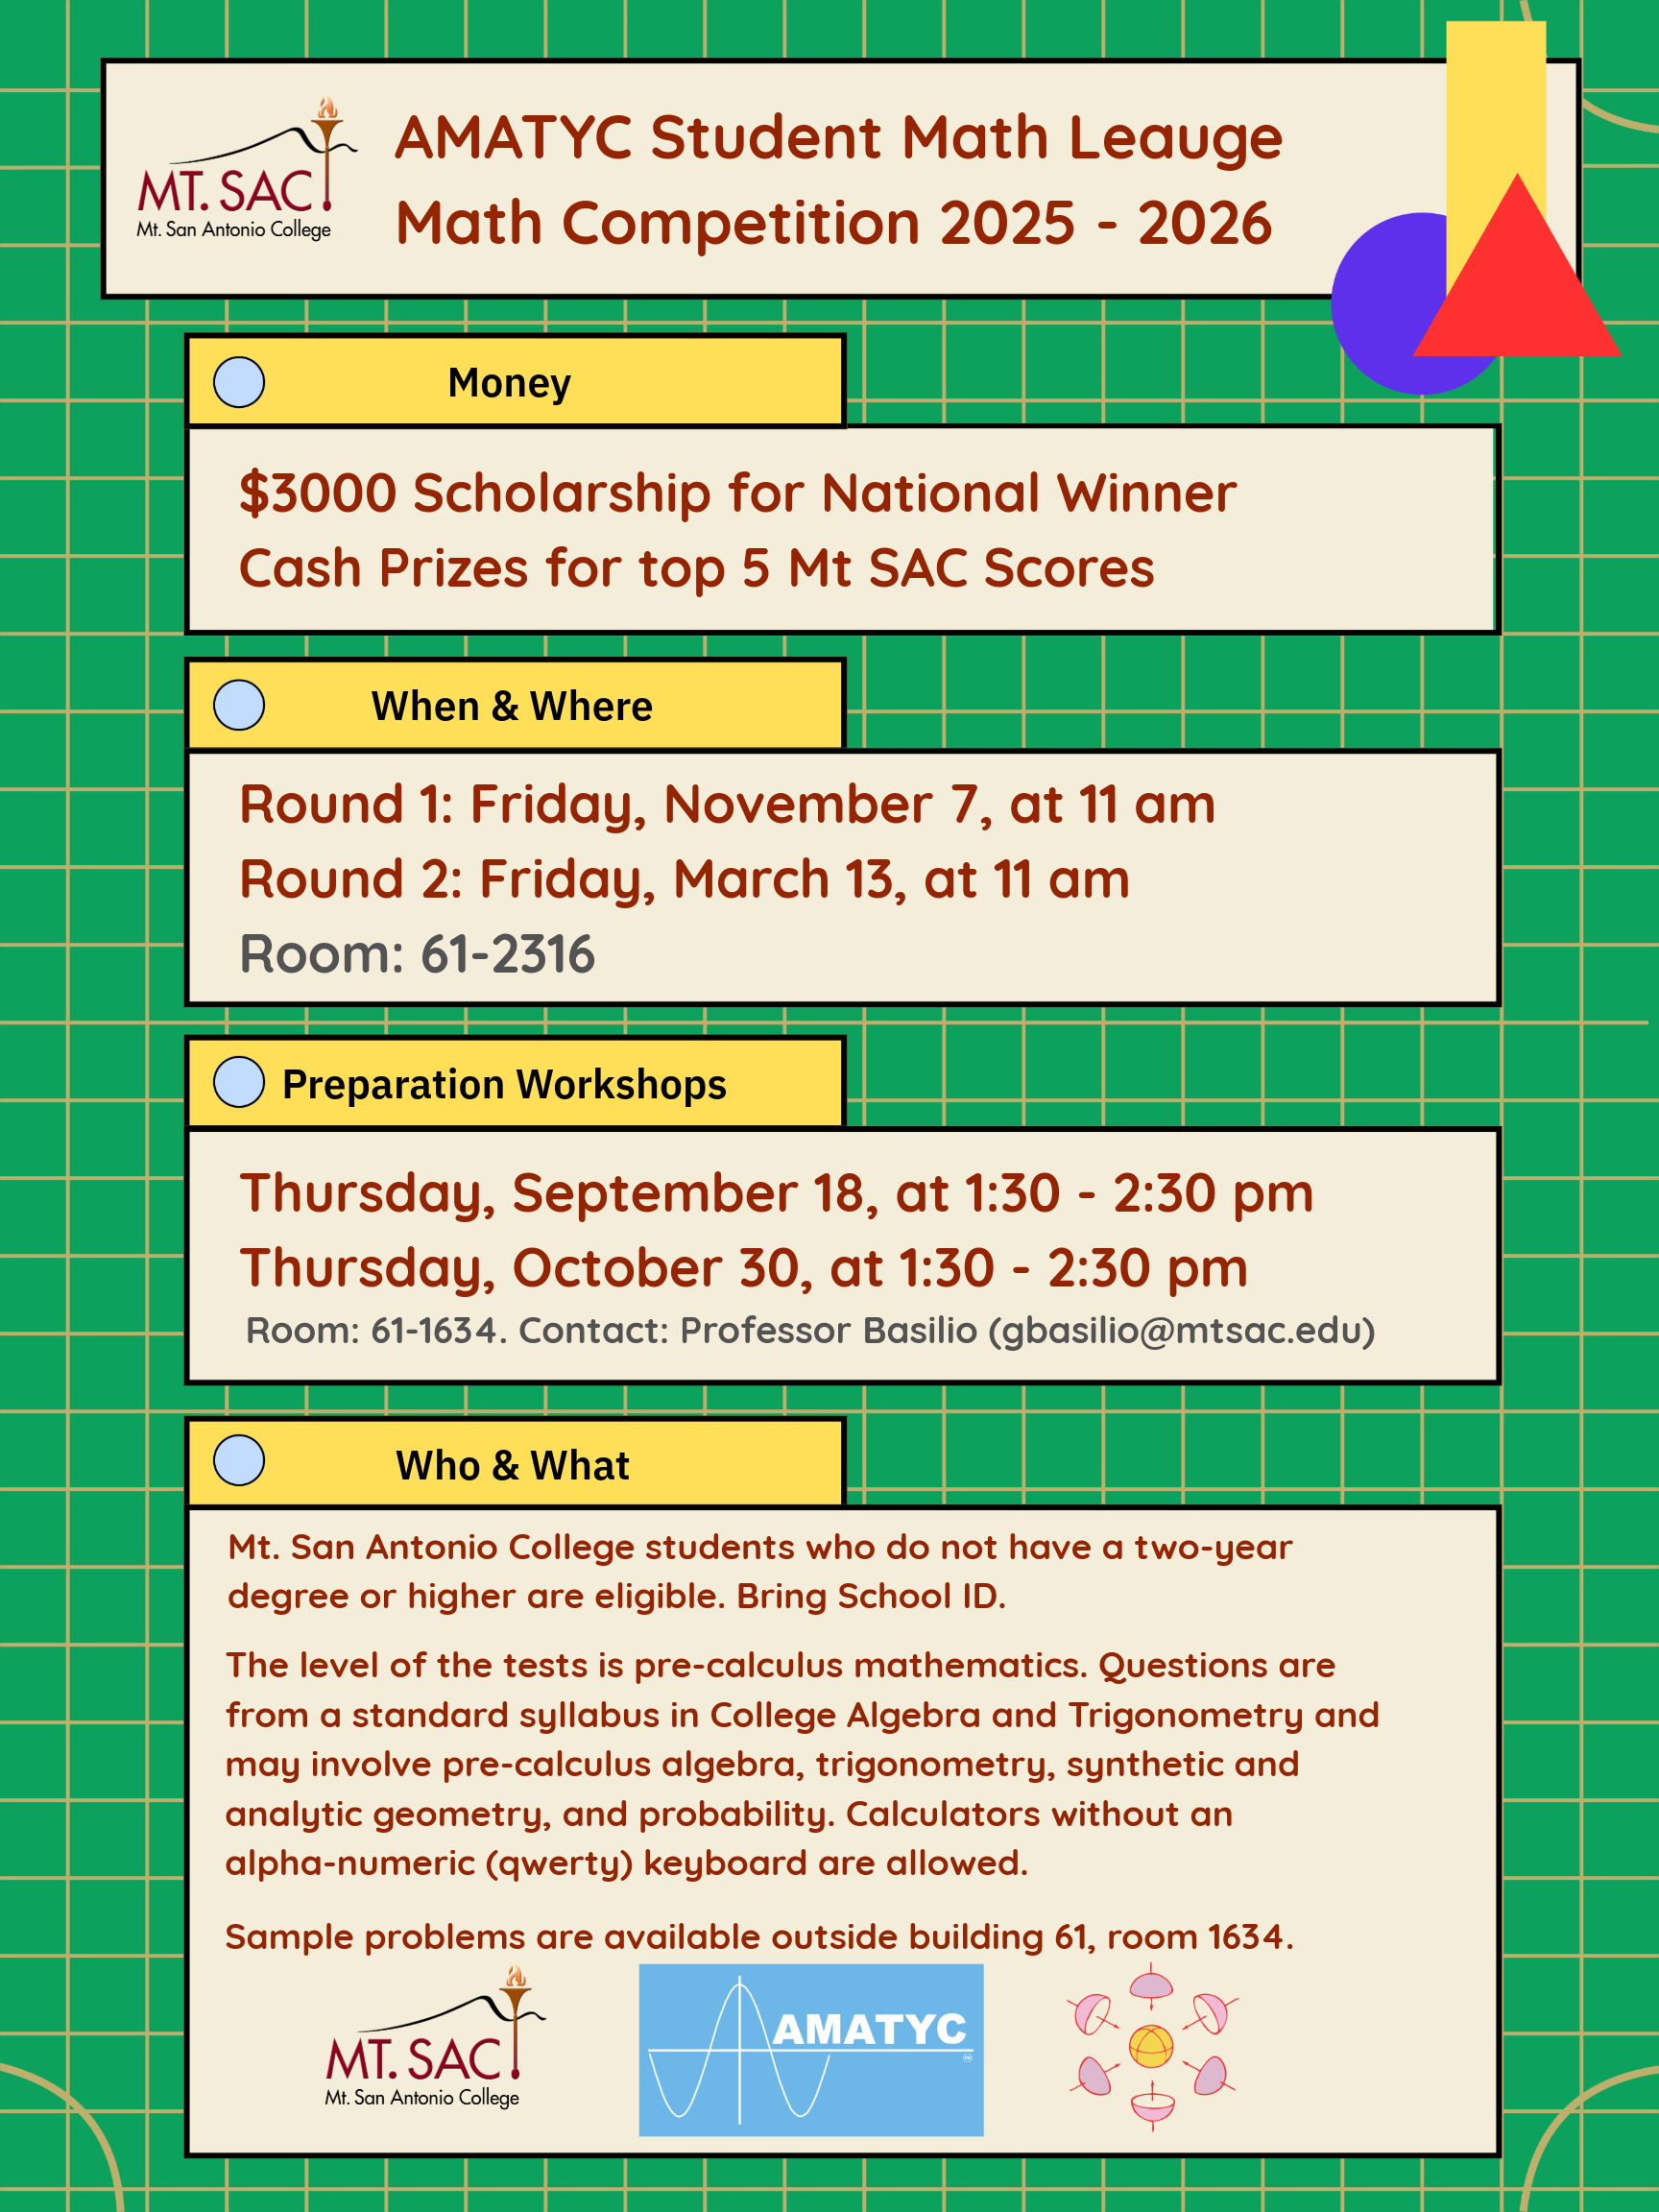 MT. SAC
Mt. San Antonio College
AMATYC Student Math Leauge
Math Competition 2025 - 2026
Money
$3000 Scholarship for National Winner
Cash Prizes for top 5 Mt SAC Scores
When & Where
Round 1: Friday, November 7, at 11 am
Round 2: Friday, March 13, at 11 am
Room: 61-2316
Preparation Workshops
Thursday, September 18, at 1:30 - 2:30 pm
Thursday, October 30, at 1:30 - 2:30 pm
Room: 61-1634. Contact: Professor Basilio (gbasilio@mtsac.edu)
Who & What
Mt. San Antonio College students who do not have a two-year
degree or higher are eligible. Bring School ID.
The level of the tests is pre-calculus mathematics. Questions are
from a standard syllabus in College Algebra and Trigonometry and
may involve pre-calculus algebra, trigonometry, synthetic and
analytic geometry, and probability. Calculators without an
alpha-numeric (qwerty) keyboard are allowed.
Sample problems are available outside building 61, room 1634.
MT. SAC
Mt. San Antonio College
AMATYC